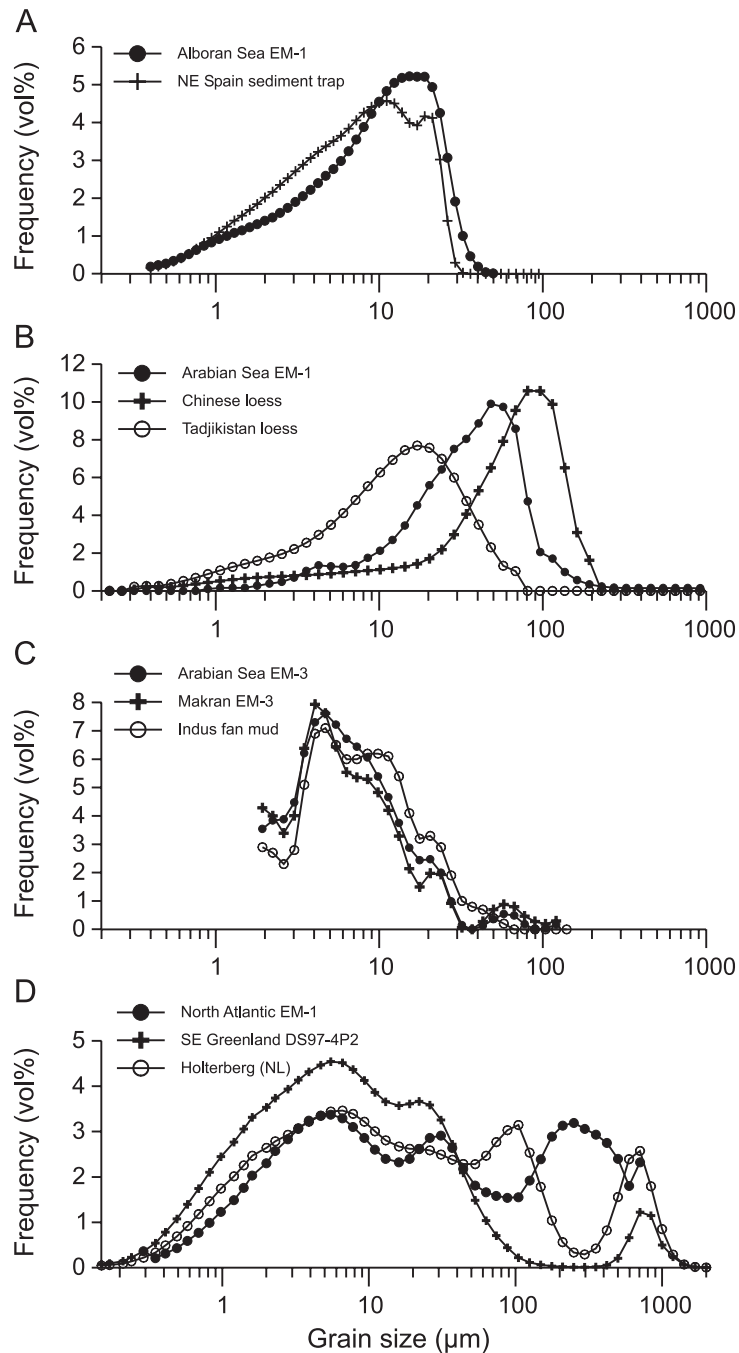 A
Alboran Sea EM-1
NE Spain sediment trap
Frequency (vol%)
6
5
4
3
2
1
0
1
10
100
1000
B
Arabian Sea EM-1
Chinese loess
Tadjikistan loess
Frequency (vol%)
12
10
8
6
4
2
0
1
10
100
1000
C
Arabian Sea EM-3
Makran EM-3
Indus fan mud
Frequency (vol%)
8
7
6
5
4
3
2
1
0
1
10
100
1000
D
North Atlantic EM-1
SE Greenland DS97-4P2
Holterberg (NL)
Frequency (vol%)
5
4
3
2
1
0
1
10
100
1000
Grain size (µm)